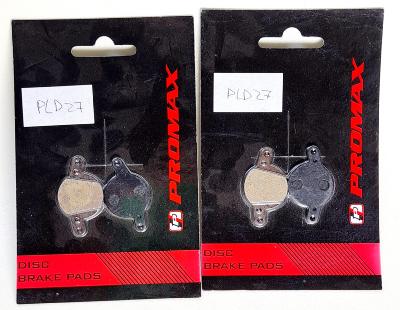 PLD27
PROMAX
DISC
BRAKE PADS
PLD27
PROMAX
DISC
BRAKE PADS